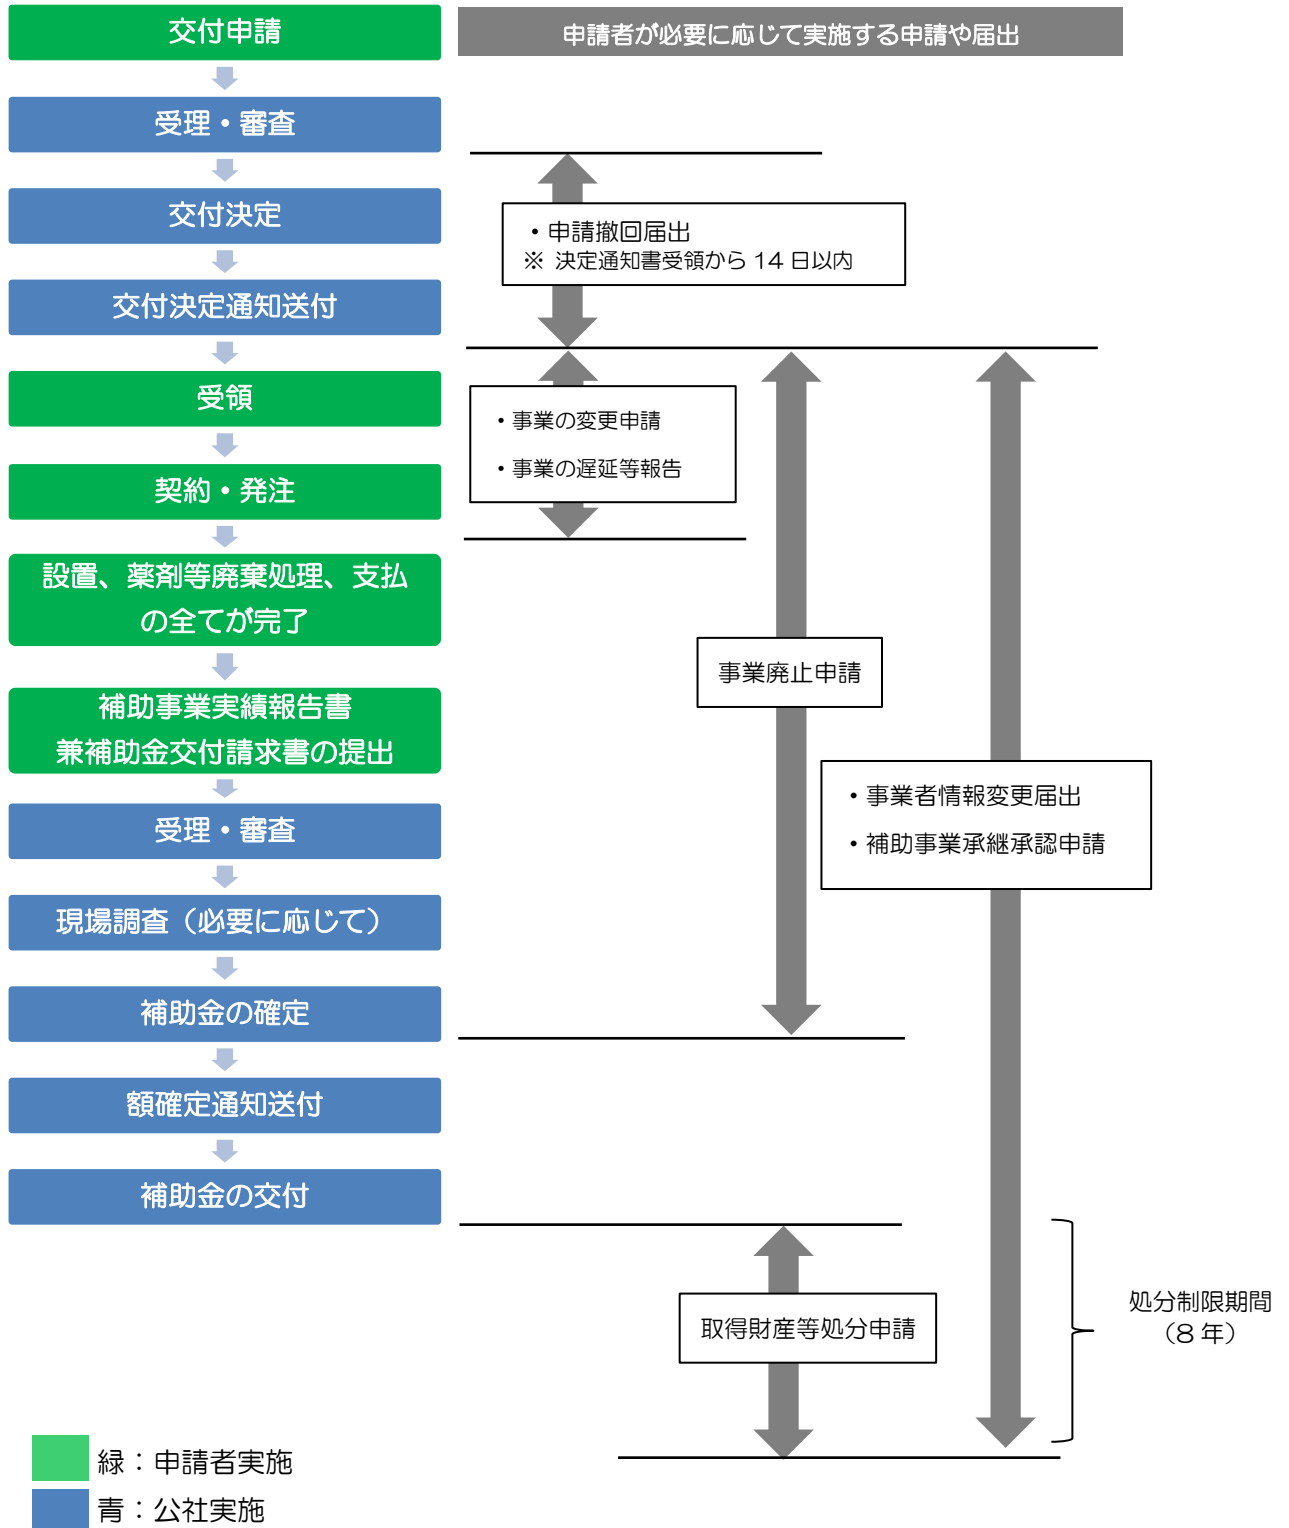 交付申請
申請者が必要に応じて実施する申請や届出
受理・審査
交付決定
・申請撤回届出
※ 決定通知書受領から 14 日以内
交付決定通知送付
受領
・事業の変更申請
・事業の遅延等報告
契約・発注
設置、薬剤等廃棄処理、支払
の全てが完了
事業廃止申請
補助事業実績報告書
兼補助金交付請求書の提出
・事業者情報変更届出
・補助事業承継承認申請
受理・審査
現場調査（必要に応じて）
補助金の確定
額確定通知送付
補助金の交付
取得財産等処分申請
処分制限期間
（8 年）
緑：申請者実施
青：公社実施